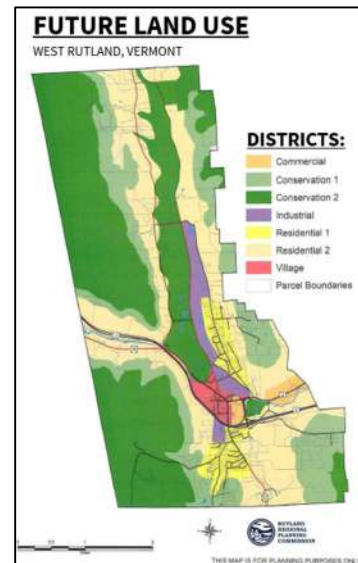 FUTURE LAND USE
WEST RUTLAND, VERMONT
DISTRICTS:
Commercial
Conservation 1
Conservation 2
Industrial
Residential 1
Residential 2
Village
Parcel Boundaries
RUTLAND
REGIONAL
PLANNING
COMMISSION
THIS MAP IS FOR PLANNING PURPOSES ONLY